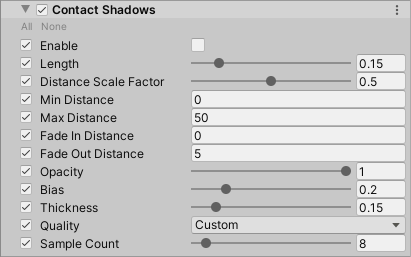 Contact Shadows
All None
Enable
Length 0.15
Distance Scale Factor 0.5
Min Distance 0
Max Distance 50
Fade In Distance 0
Fade Out Distance 5
Opacity 1
Bias 0.2
Thickness 0.15
Quality Custom
Sample Count 8